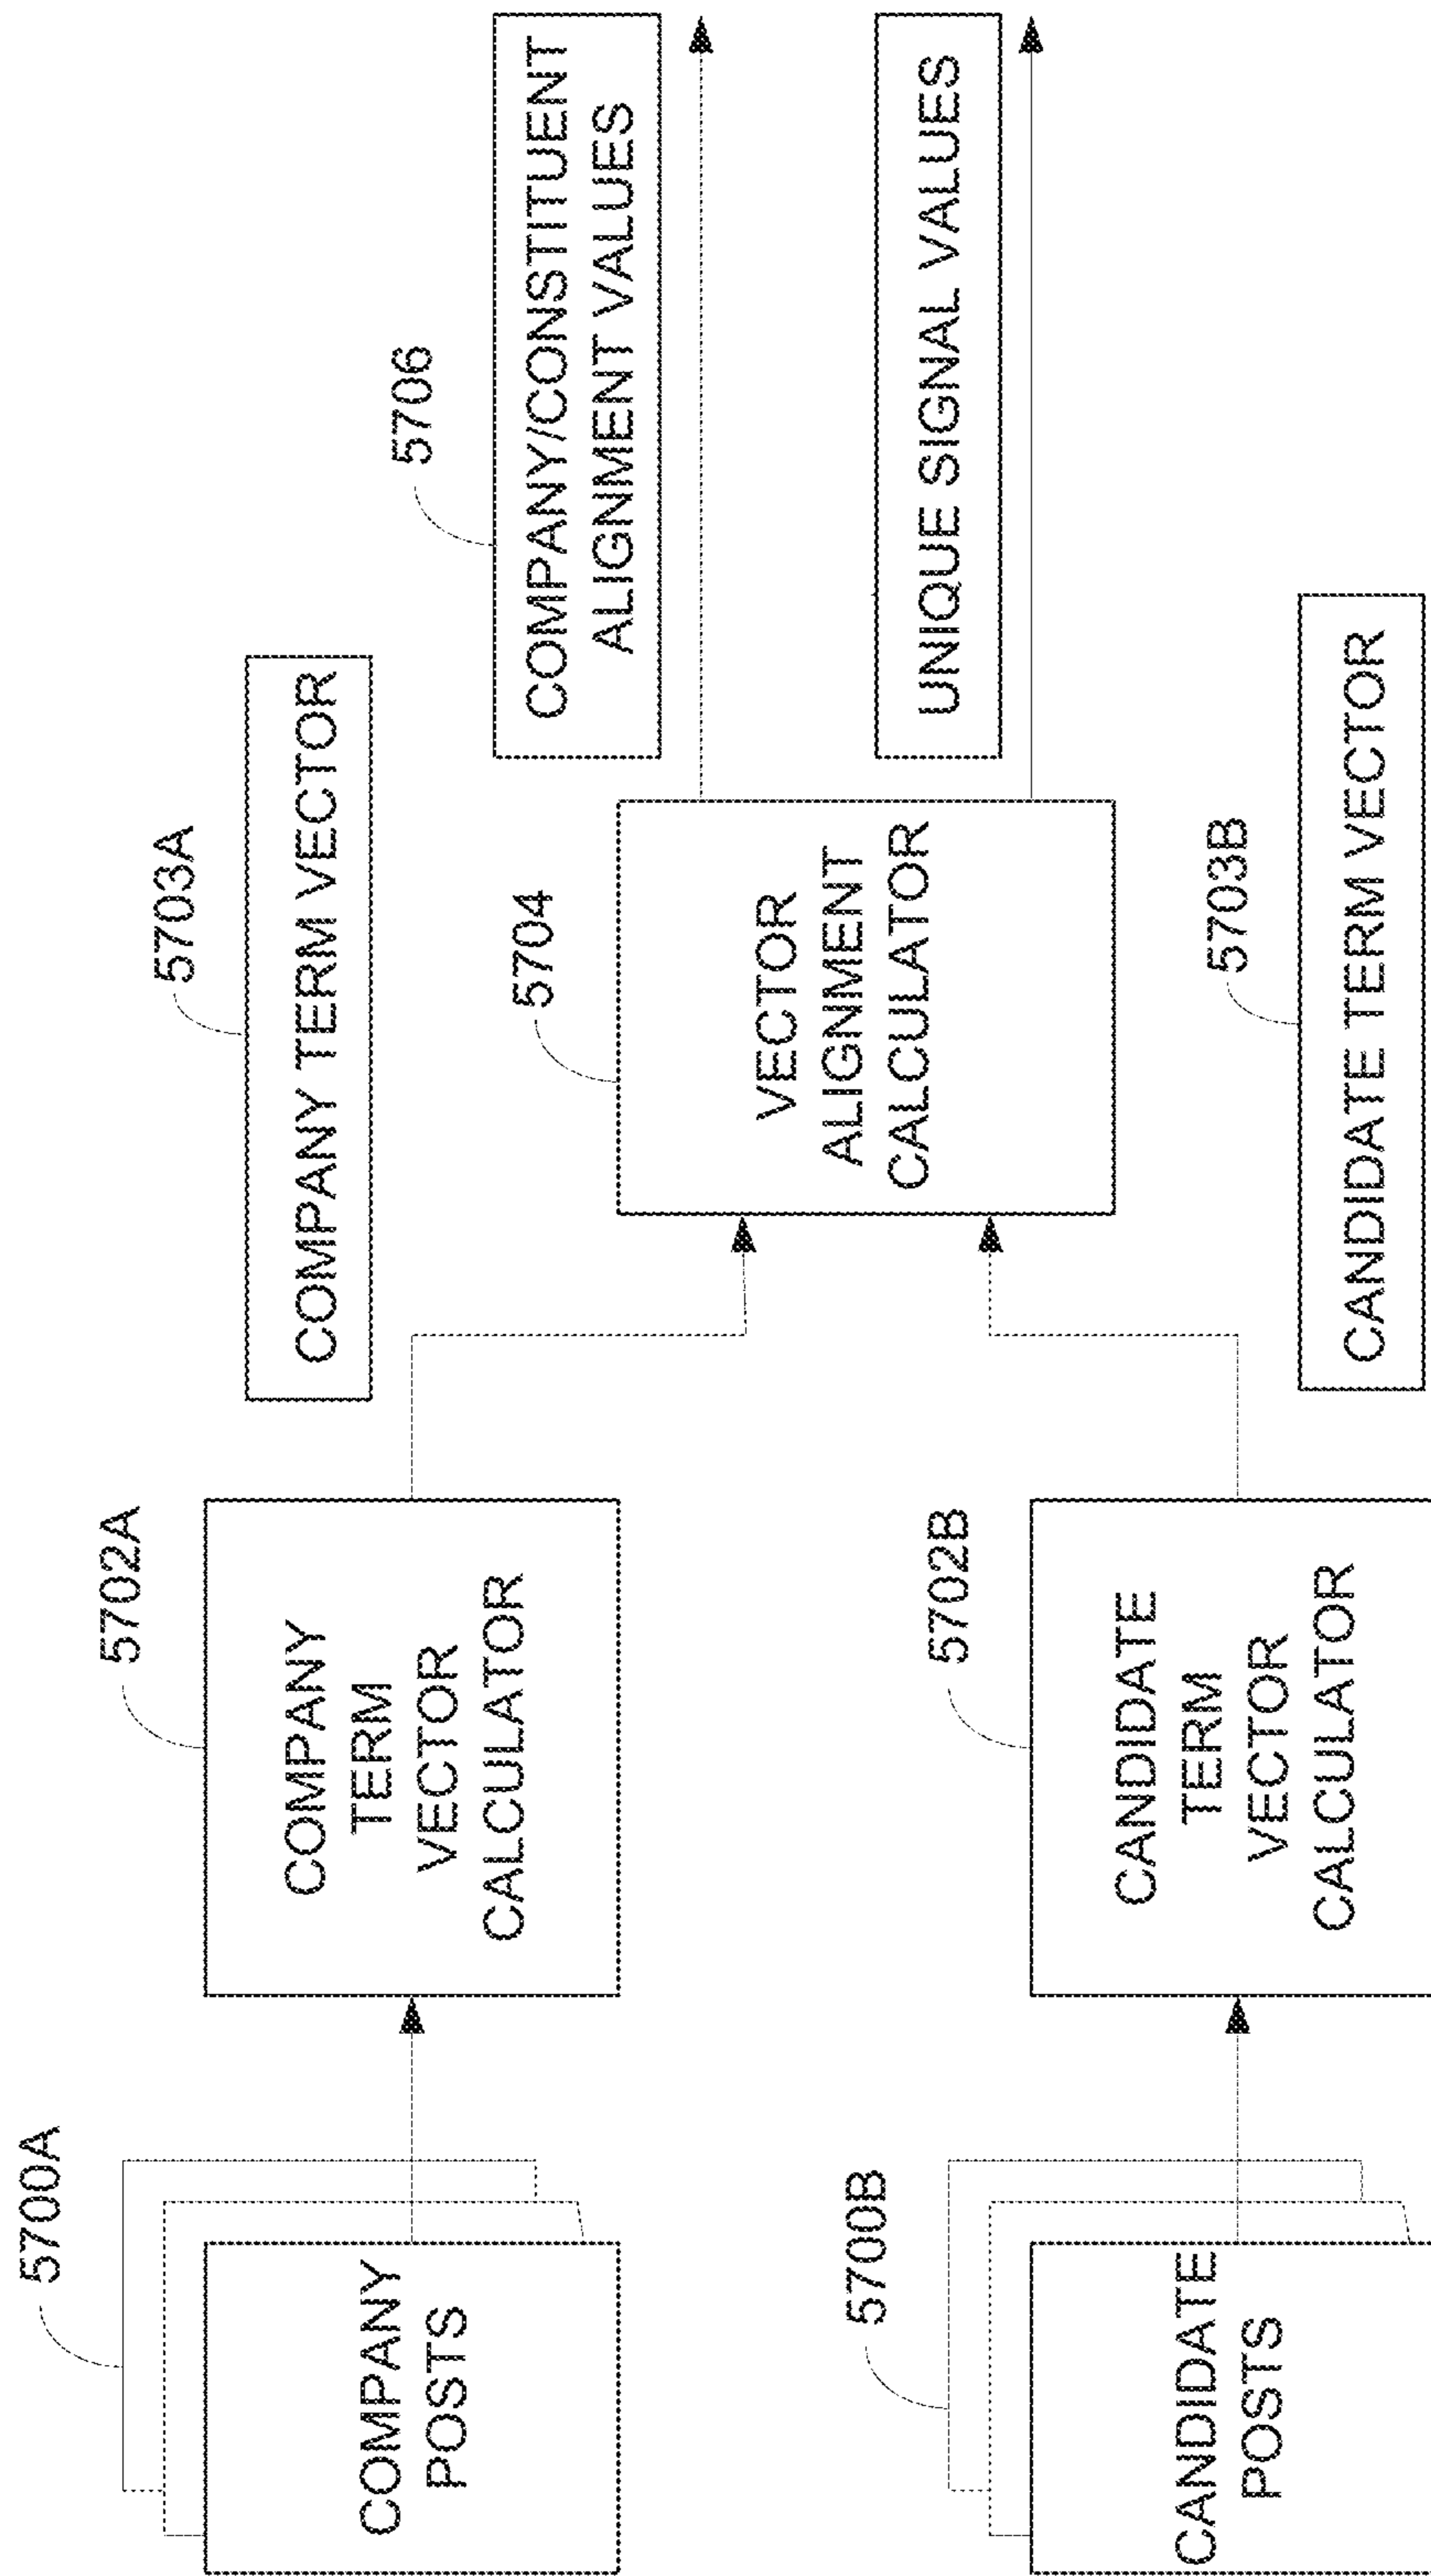 5700A
COMPANY
POSTS
5702A
COMPANY
TERM
VECTOR
CALCULATOR
5703A
COMPANY TERM VECTOR
5704
VECTOR
ALIGNMENT
CALCULATOR
5706
COMPANY/CONSTITUENT
ALIGNMENT VALUES
UNIQUE SIGNAL VALUES
5700B
CANDIDATE
POSTS
5702B
CANDIDATE
TERM
VECTOR
CALCULATOR
5703B
CANDIDATE TERM VECTOR